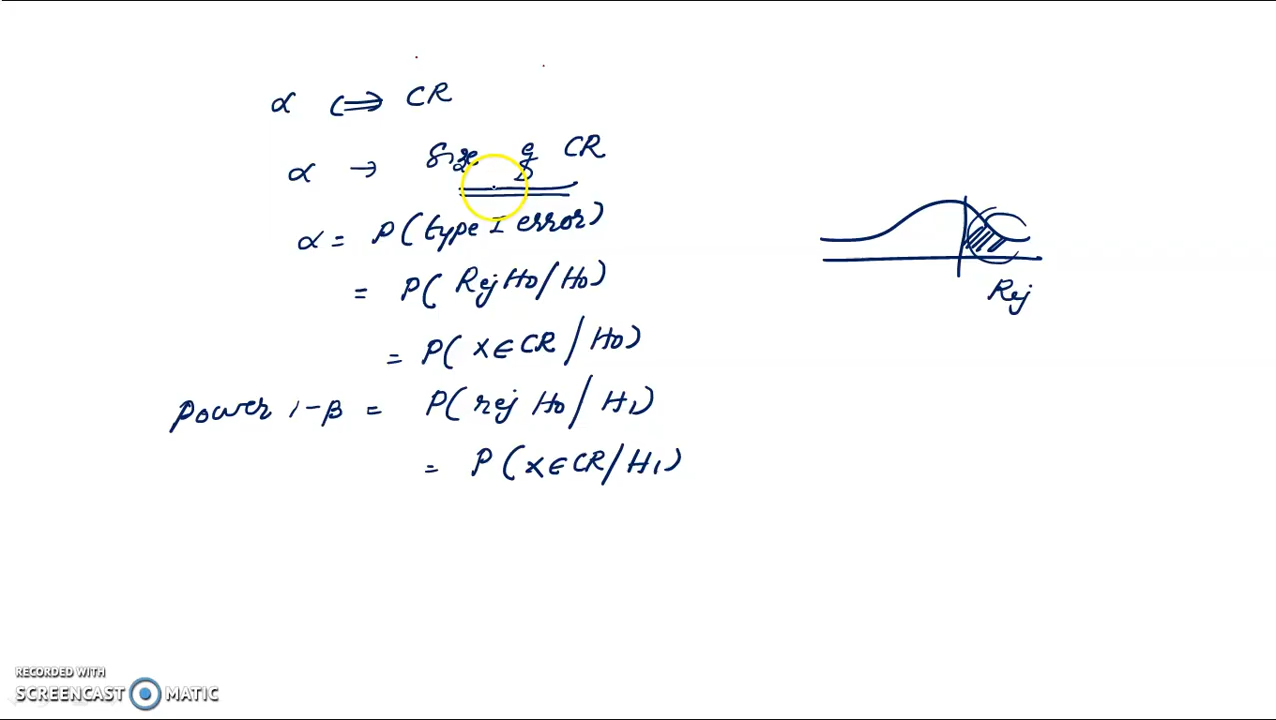 α ⟺ CR
α → Size of CR
α = P(type I error)
= P(Rej H0/H0)
= P(X∈CR/H0)
Power 1-β = P(rej H0/H1)
= P(X∈CR/H1)
Rej
RECORDED WITH
SCREENCAST MATIC